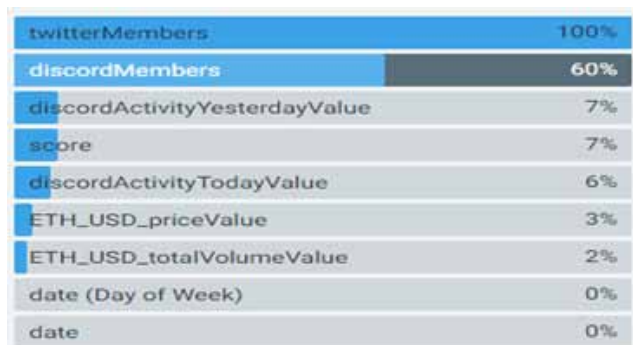 twitterMembers 100%
discordMembers 60%
discordActivityYesterdayValue 7%
score 7%
discordActivityTodayValue 6%
ETH_USD_priceValue 3%
ETH_USD_totalVolumeValue 2%
date (Day of Week) 0%
date 0%